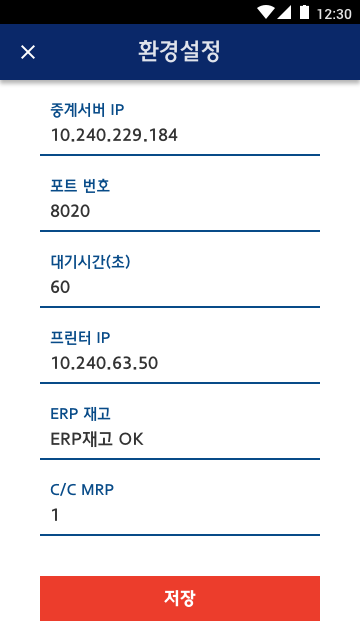 12:30
환경설정
중계서버 IP
10.240.229.184
포트 번호
8020
대기시간(초)
60
프린터 IP
10.240.63.50
ERP 재고
ERP재고 OK
C/C MRP
1
저장